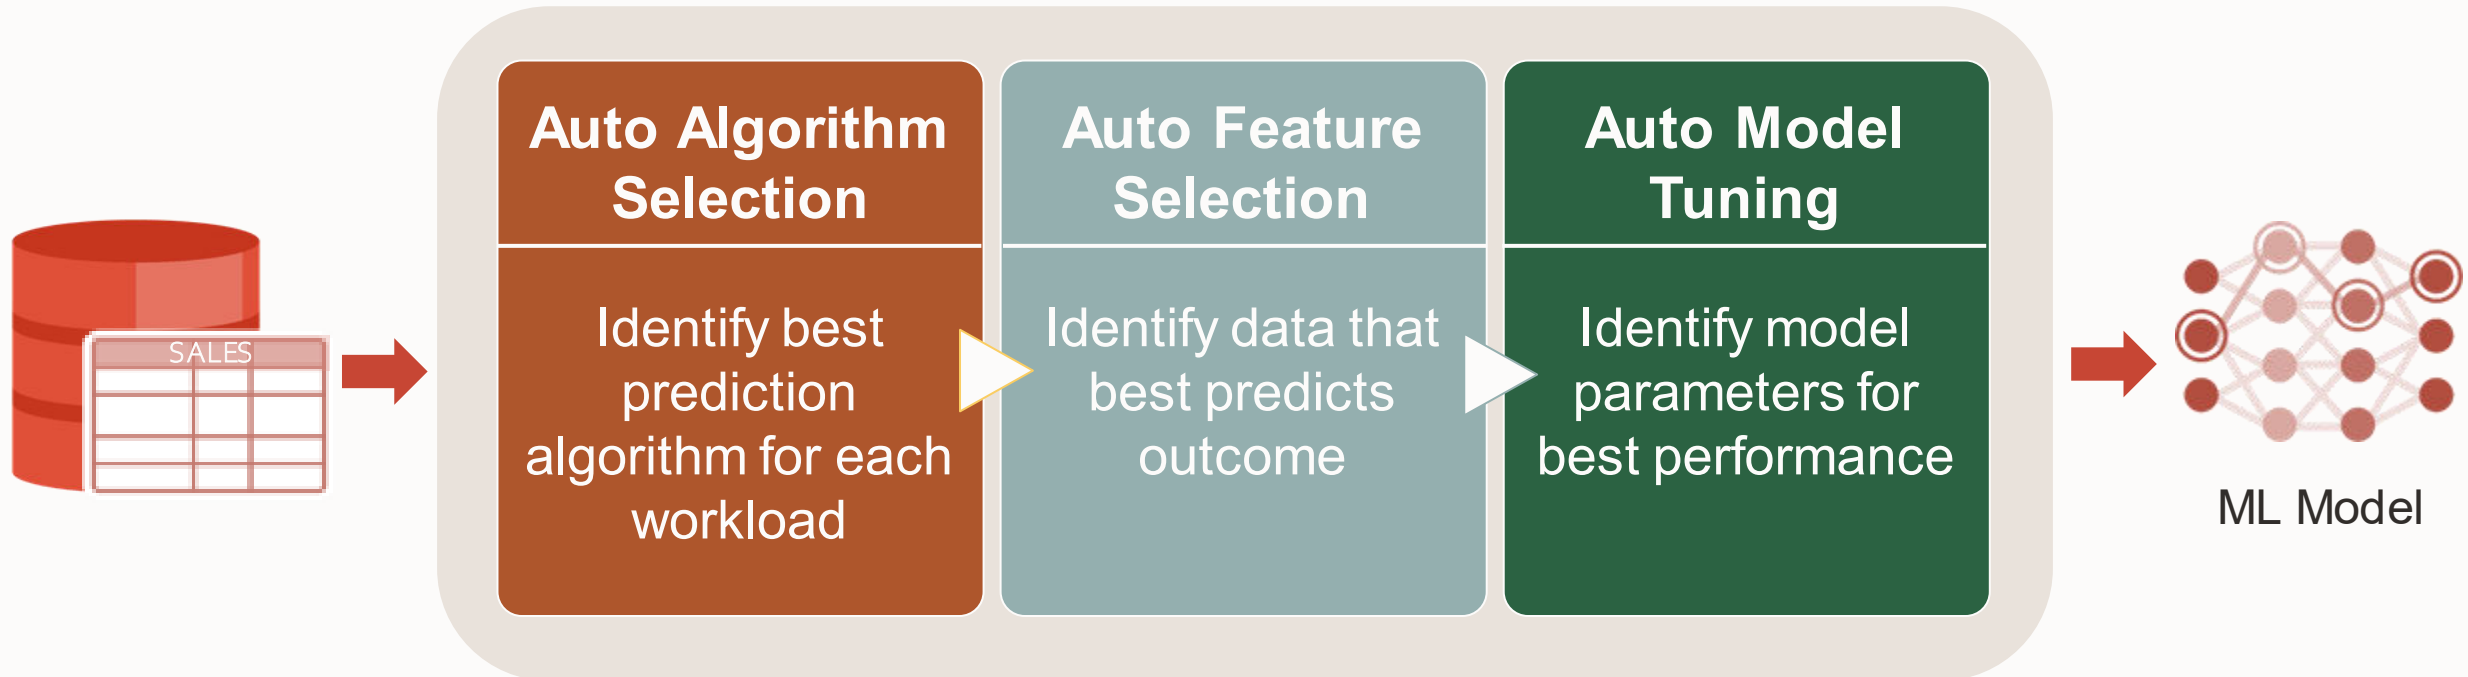 SALES
Auto Algorithm
Selection
Identify best
prediction
algorithm for each
workload
Auto Feature
Selection
Identify data that
best predicts
outcome
Auto Model
Tuning
Identify model
parameters for
best performance
ML Model